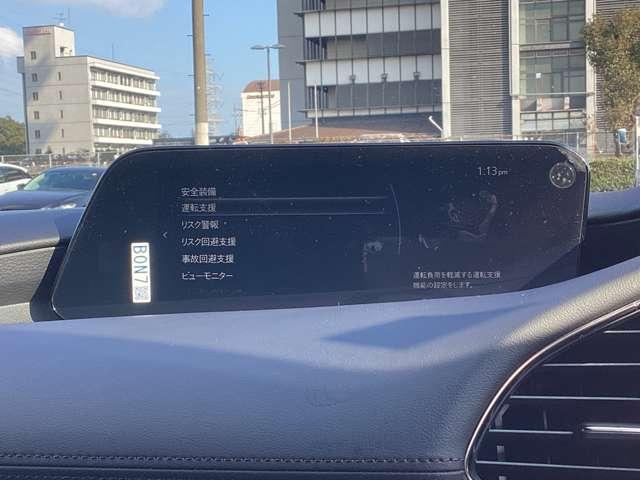 1:13pm
安全装備
運転支援
リスク警報
リスク回避支援
事故回避支援
ビューモニター
運転負荷を軽減する運転支援
機能の設定をします。
BON7